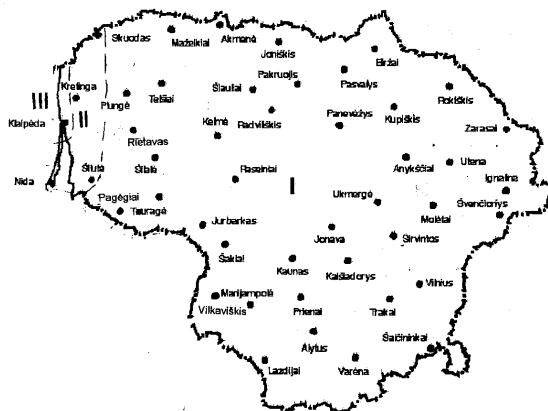 Skuodas
Mažeikiai
Akmenė
Joniškis
Biržai
Kretinga
Plungė
Telšiai
Šiauliai
Pakruojis
Pasvalys
Rokiškis
III
Klaipėda
II
Rietavas
Kelmė
Radviliškis
Panevėžys
Kupiškis
Zarasai
Nida
Šilutė
Šilalė
Raseiniai
I
Anykščiai
Utena
Ignalina
Pagėgiai
Tauragė
Jurbarkas
Ukmergė
Molėtai
Švenčionys
Jonava
Širvintos
Šakiai
Kaunas
Kaišiadorys
Vilnius
Marijampolė
Vilkaviškis
Prienai
Trakai
Alytus
Šalčininkai
Lazdijai
Varėna